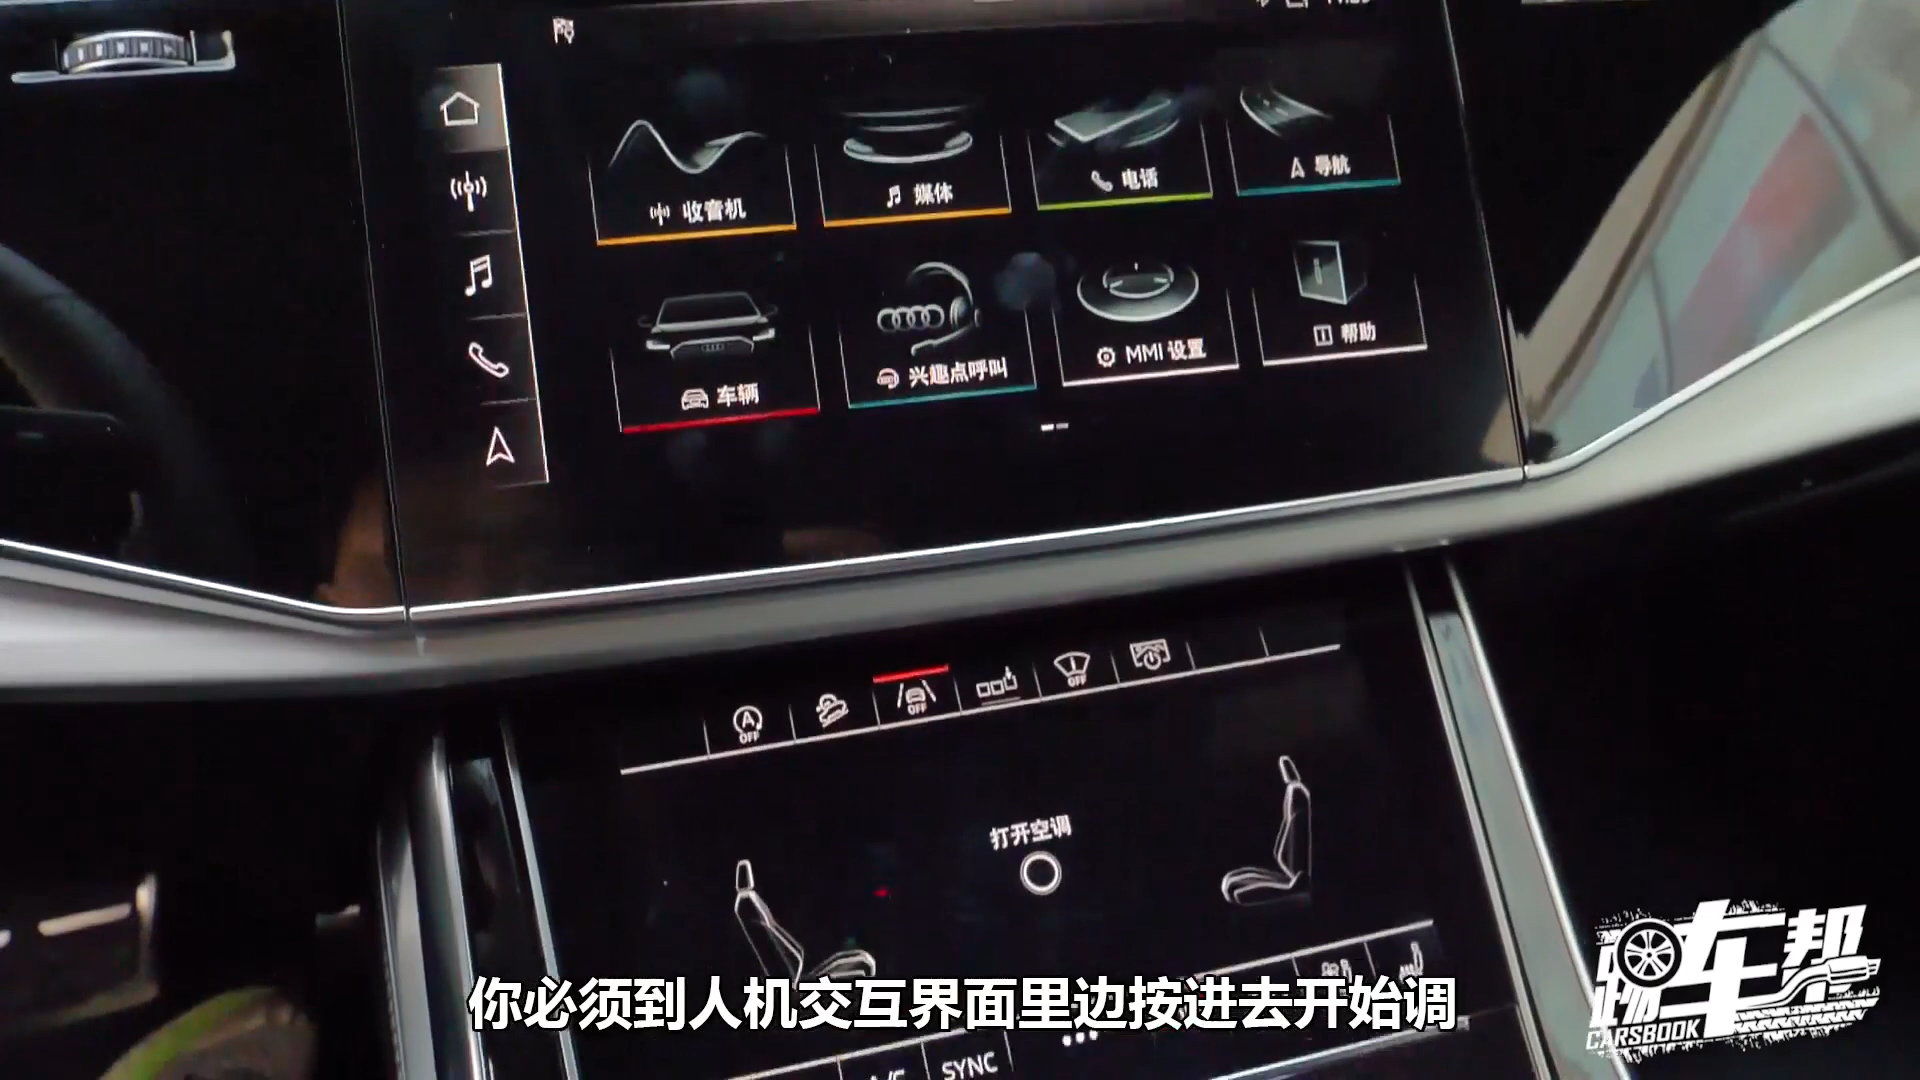 收音机
媒体
电话
导航
车辆
兴趣点呼叫
MMI 设置
帮助
OFF
OFF
OFF
打开空调
你必须到人机交互界面里边按进去开始调
SYNC
车帮
CARSBOOK